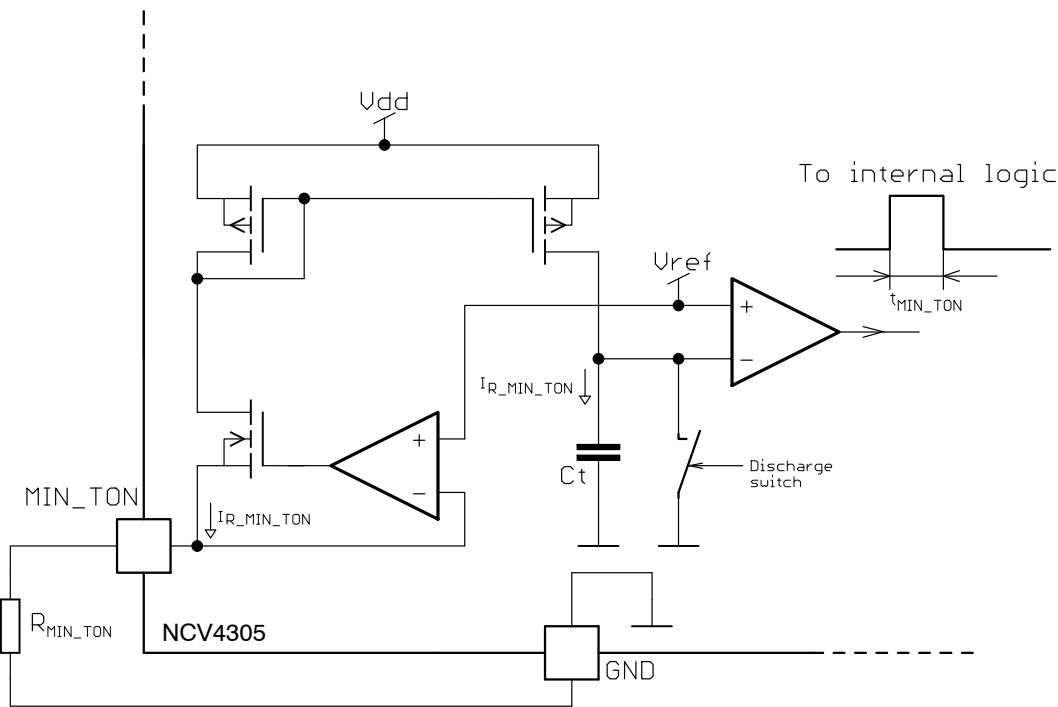 Vdd
To internal logic
Vref
+
tMIN_TON
−
IR_MIN_TON
+
Ct
Discharge
switch
−
MIN_TON
IR_MIN_TON
RMIN_TON
NCV4305
GND